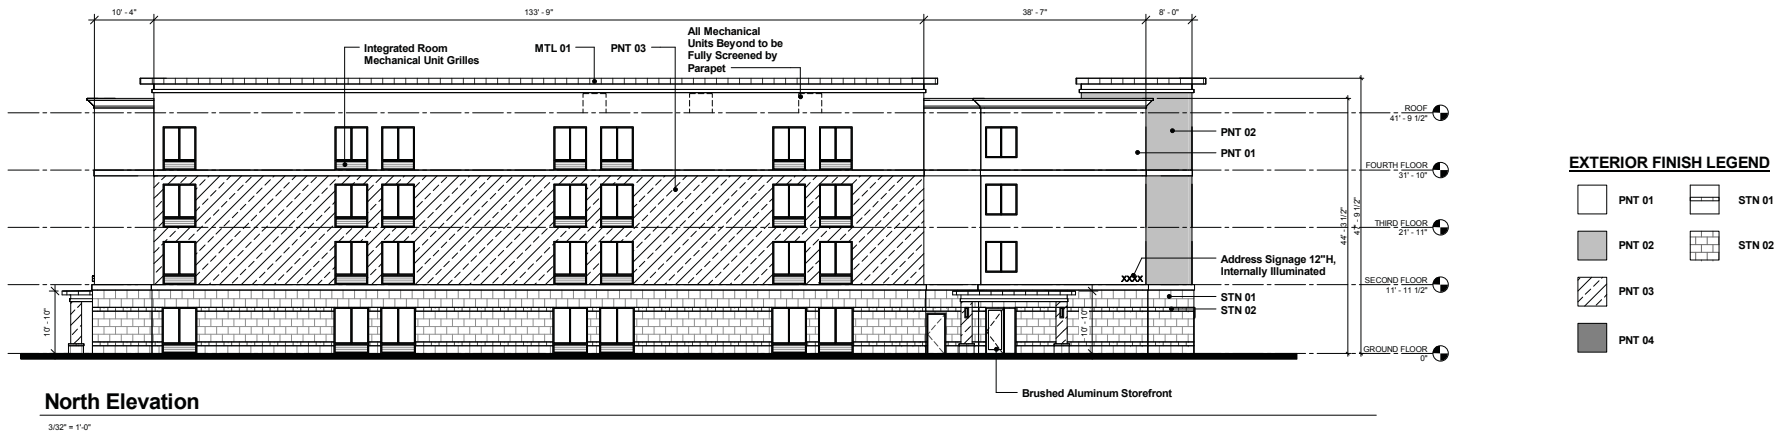 10' - 4"
133' - 9"
38' - 7"
8' - 0"
Integrated Room
Mechanical Unit Grilles
MTL 01
PNT 03
All Mechanical
Units Beyond to be
Fully Screened by
Parapet
ROOF
41' - 9 1/2"
PNT 02
PNT 01
FOURTH FLOOR
31' - 10"
THIRD FLOOR
21' - 11"
44' - 3 1/2"
47' - 9 1/2"
Address Signage 12"H,
Internally Illuminated
XXXX
SECOND FLOOR
11' - 11 1/2"
STN 01
STN 02
10' - 10"
10' - 10"
GROUND FLOOR
0"
Brushed Aluminum Storefront
EXTERIOR FINISH LEGEND
PNT 01
STN 01
PNT 02
STN 02
PNT 03
PNT 04
North Elevation
3/32" = 1'-0"